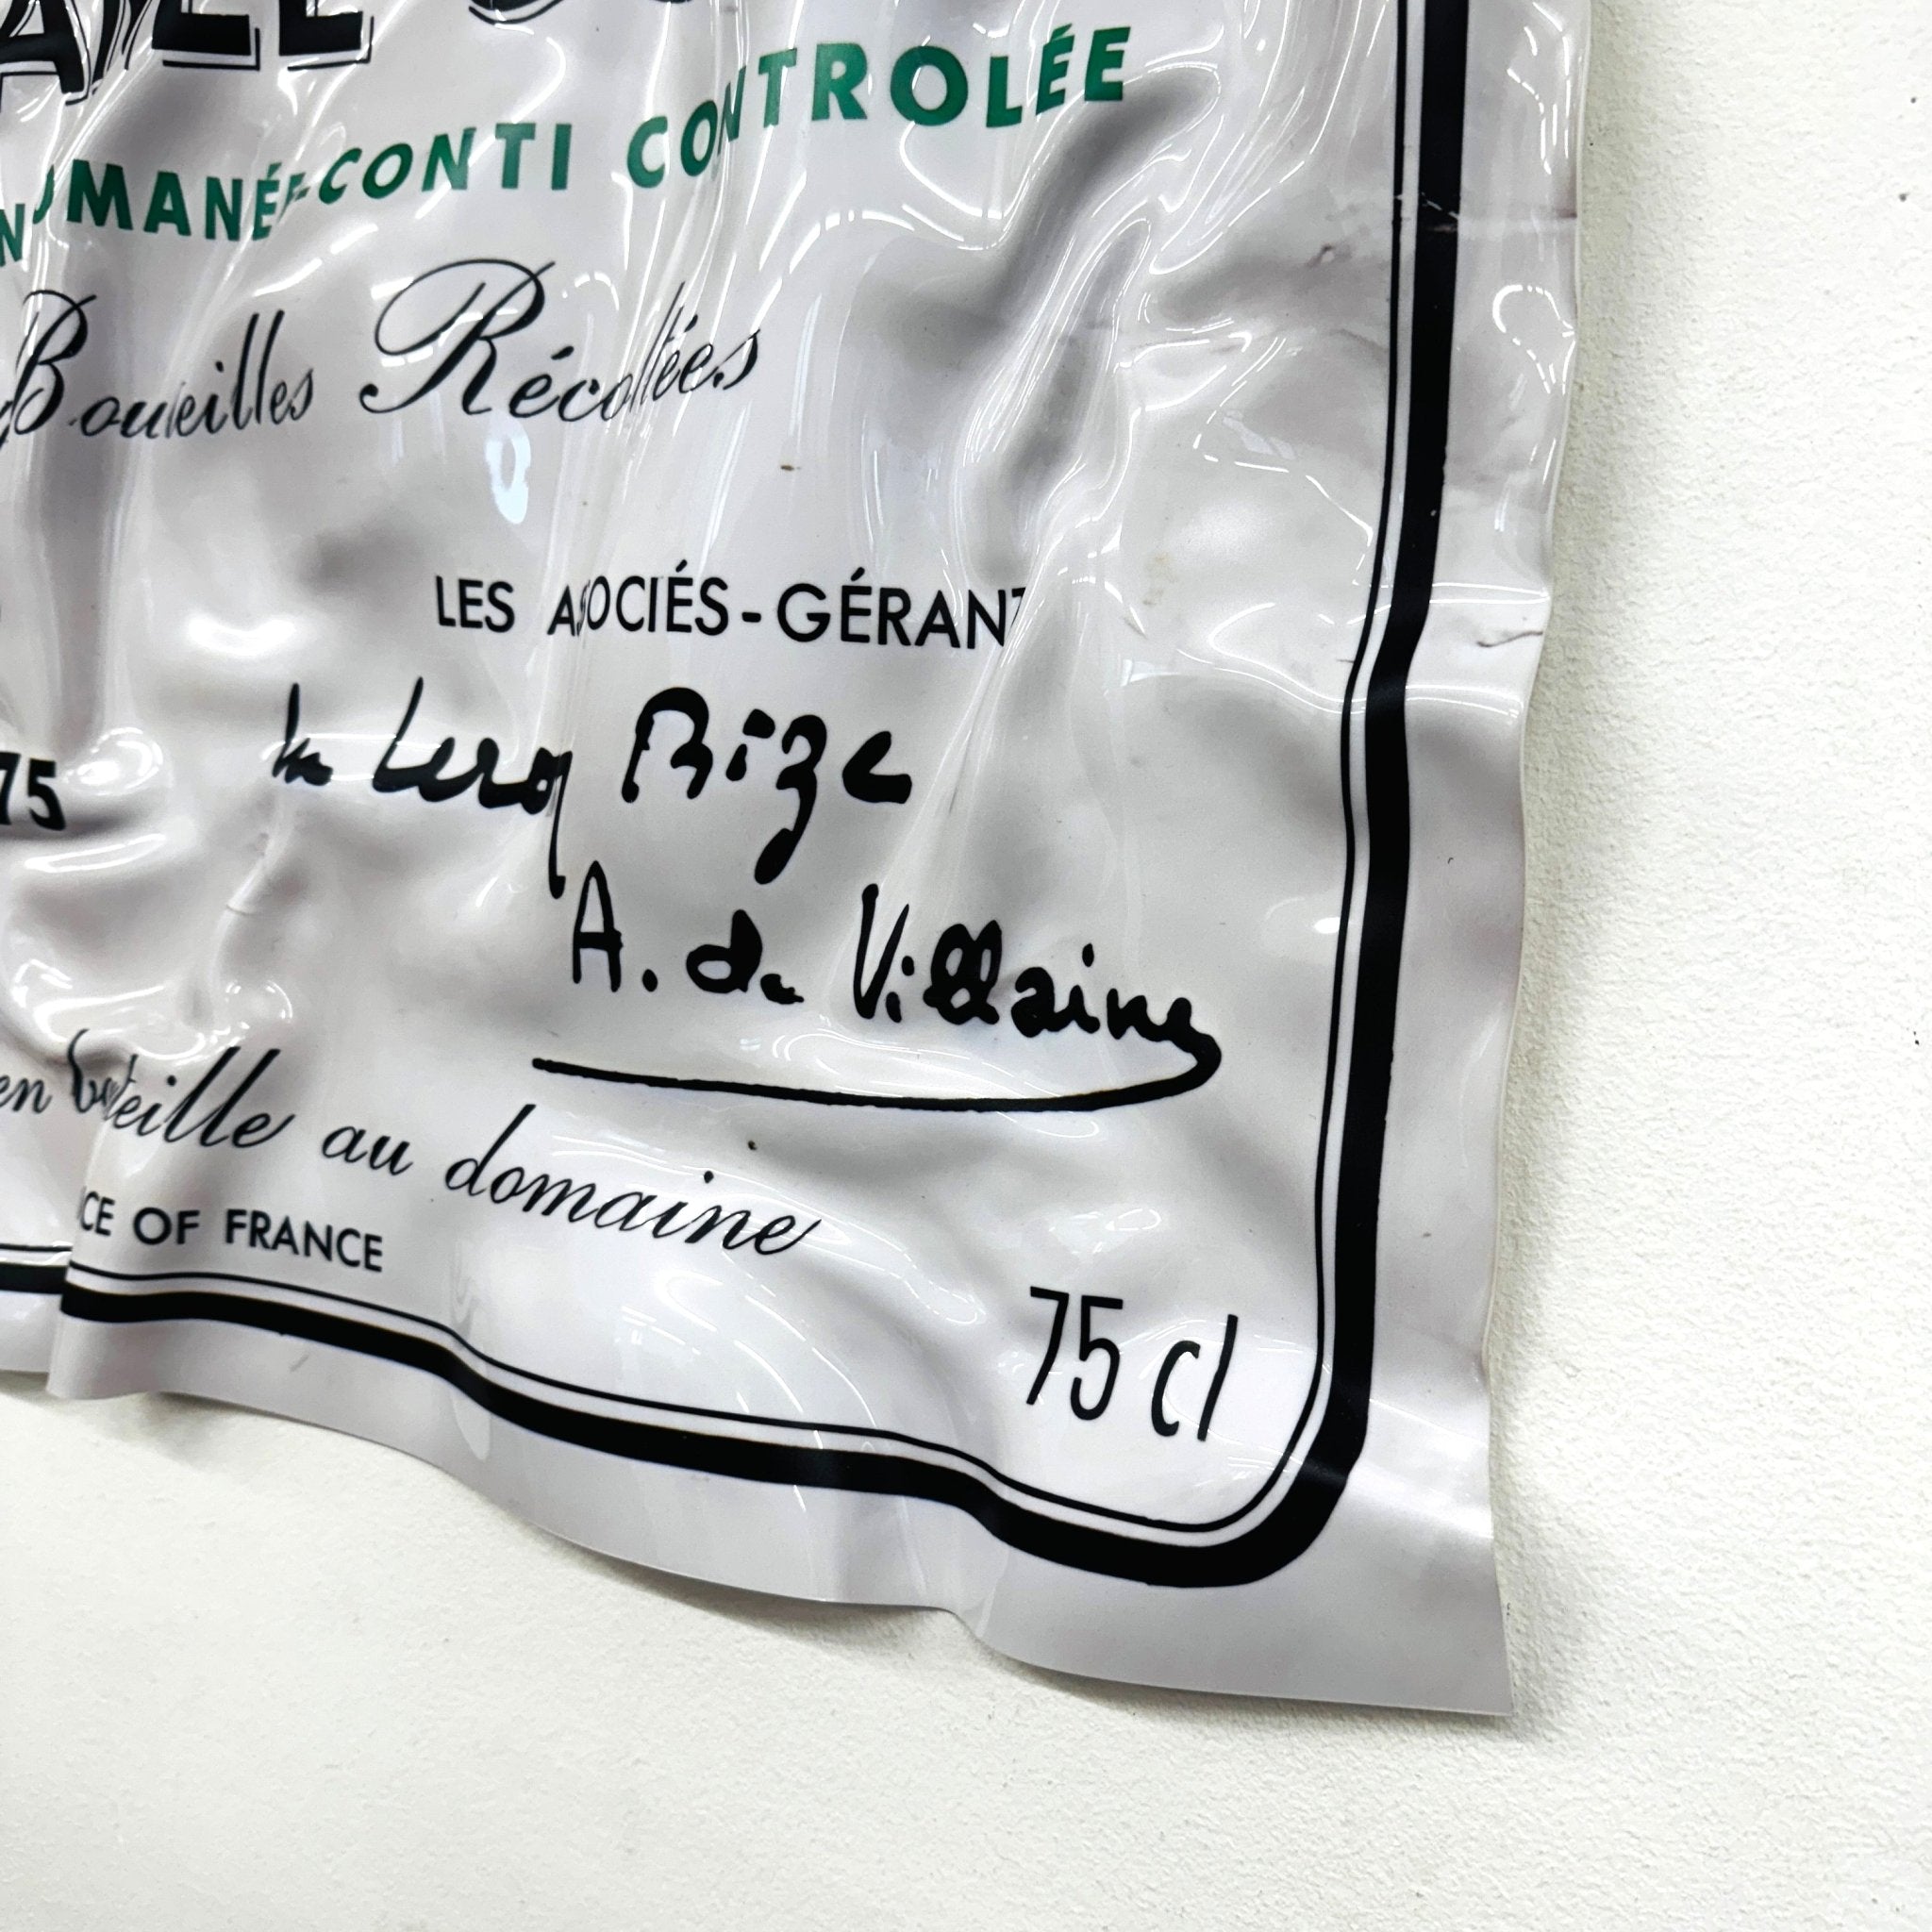 OMANÉE-CONTI CONTROLÉE
Bouteilles Récoltées
LES ASSOCIÉS-GÉRANT
75
Leroy Bize
A. de Villaine
en bouteille au domaine
OF FRANCE
75 cl